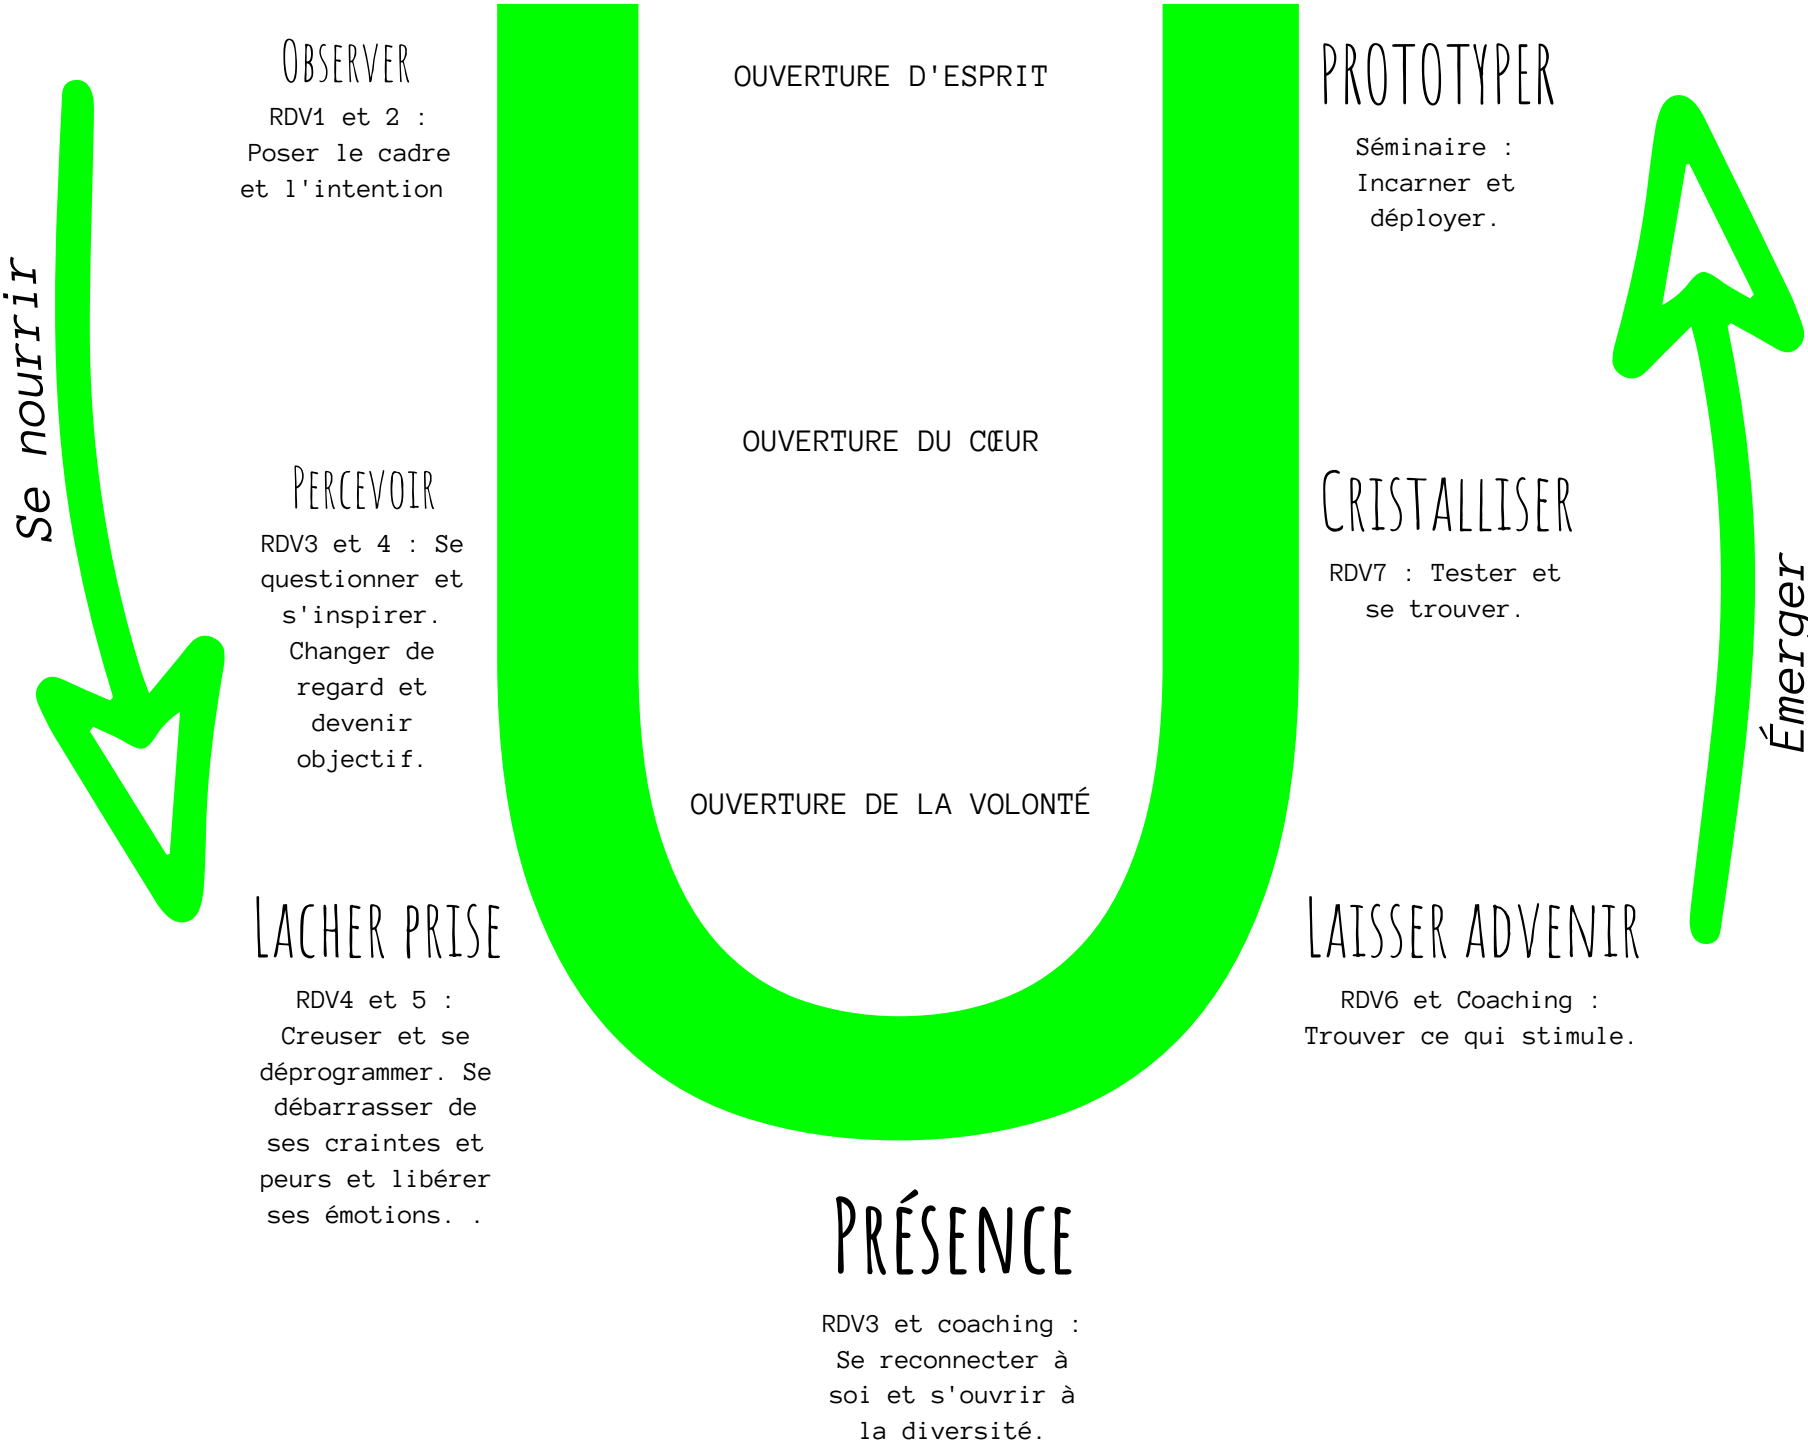 Se nourrir
Observer
RDV1 et 2 :
Poser le cadre
et l'intention
Percevoir
RDV3 et 4 : Se
questionner et
s'inspirer.
Changer de
regard et
devenir
objectif.
Lacher prise
RDV4 et 5 :
Creuser et se
déprogrammer. Se
débarrasser de
ses craintes et
peurs et libérer
ses émotions. .
OUVERTURE D'ESPRIT
OUVERTURE DU CŒUR
OUVERTURE DE LA VOLONTÉ
Présence
RDV3 et coaching :
Se reconnecter à
soi et s'ouvrir à
la diversité.
PROTOTYPER
Séminaire :
Incarner et
déployer.
Cristalliser
RDV7 : Tester et
se trouver.
Laisser advenir
RDV6 et Coaching :
Trouver ce qui stimule.
Émerger